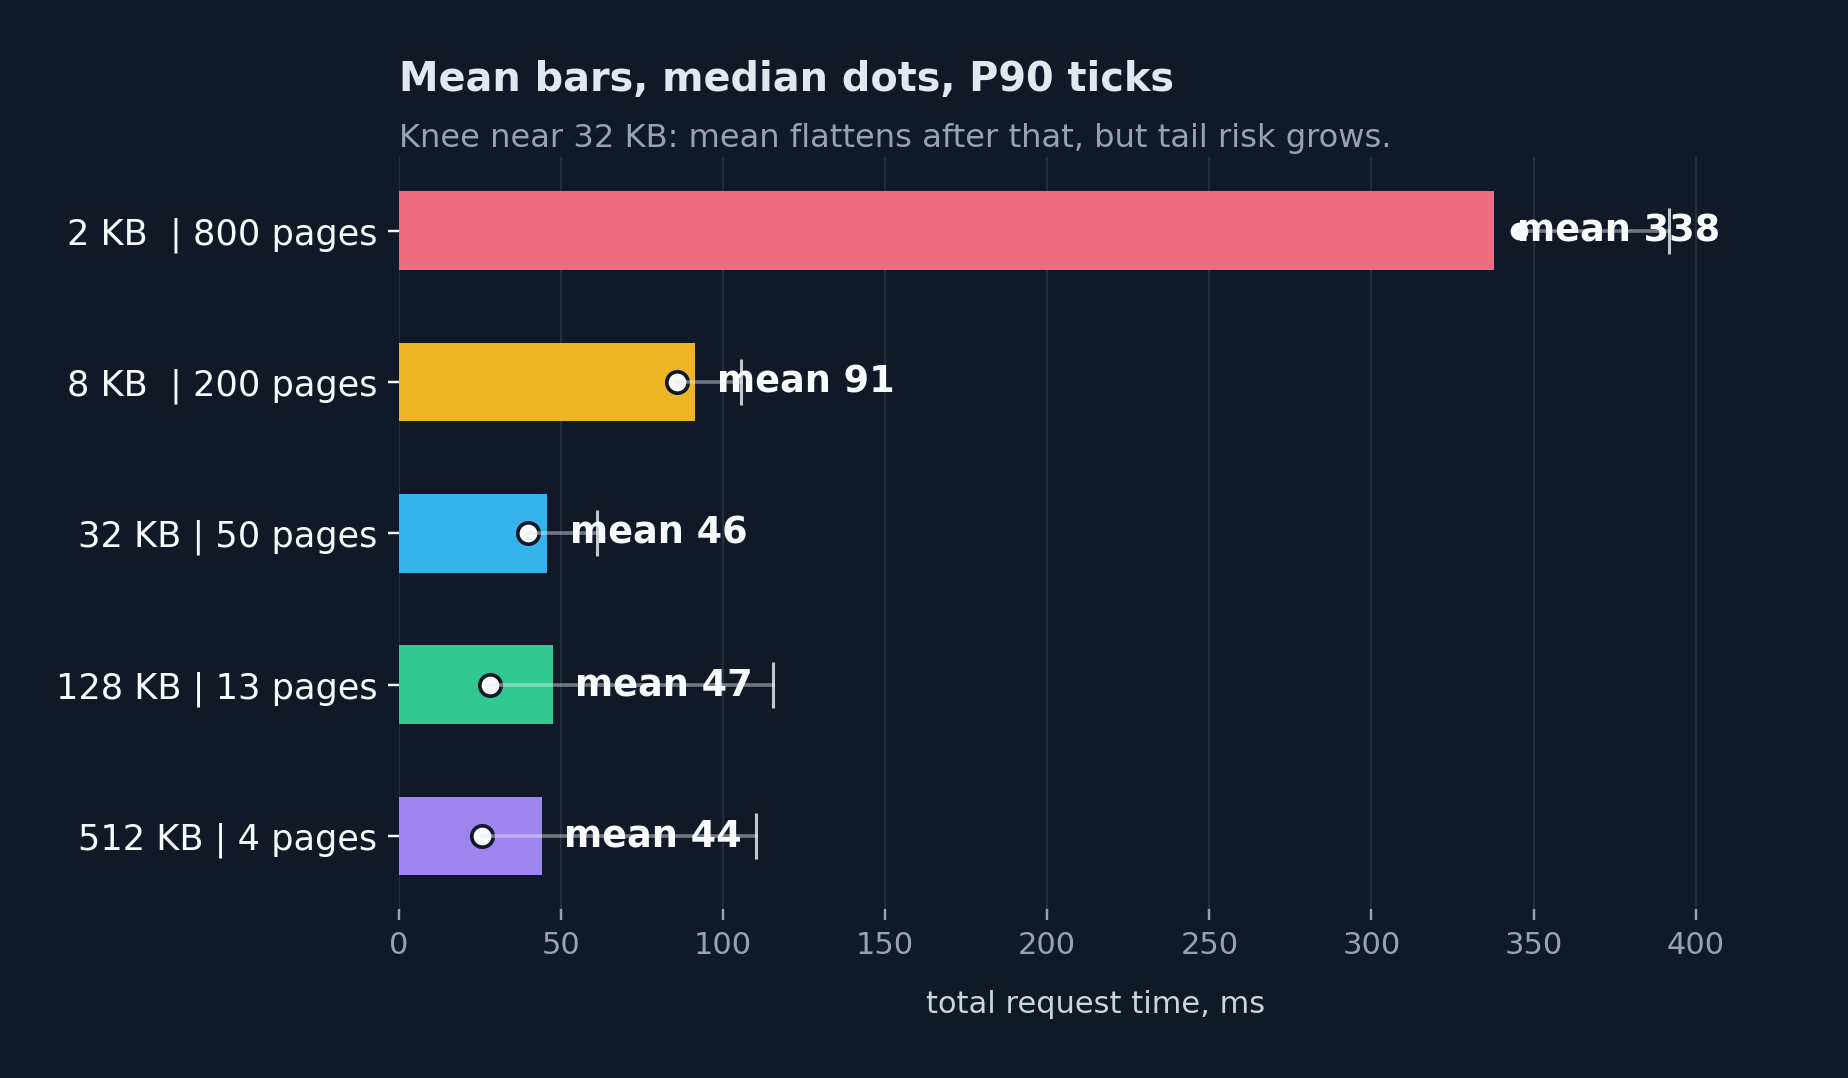 Mean bars, median dots, P90 ticks
Knee near 32 KB: mean flattens after that, but tail risk grows.
2 KB | 800 pages
mean 338
8 KB | 200 pages
mean 91
32 KB | 50 pages
mean 46
128 KB | 13 pages
mean 47
512 KB | 4 pages
mean 44
0 50 100 150 200 250 300 350 400
total request time, ms